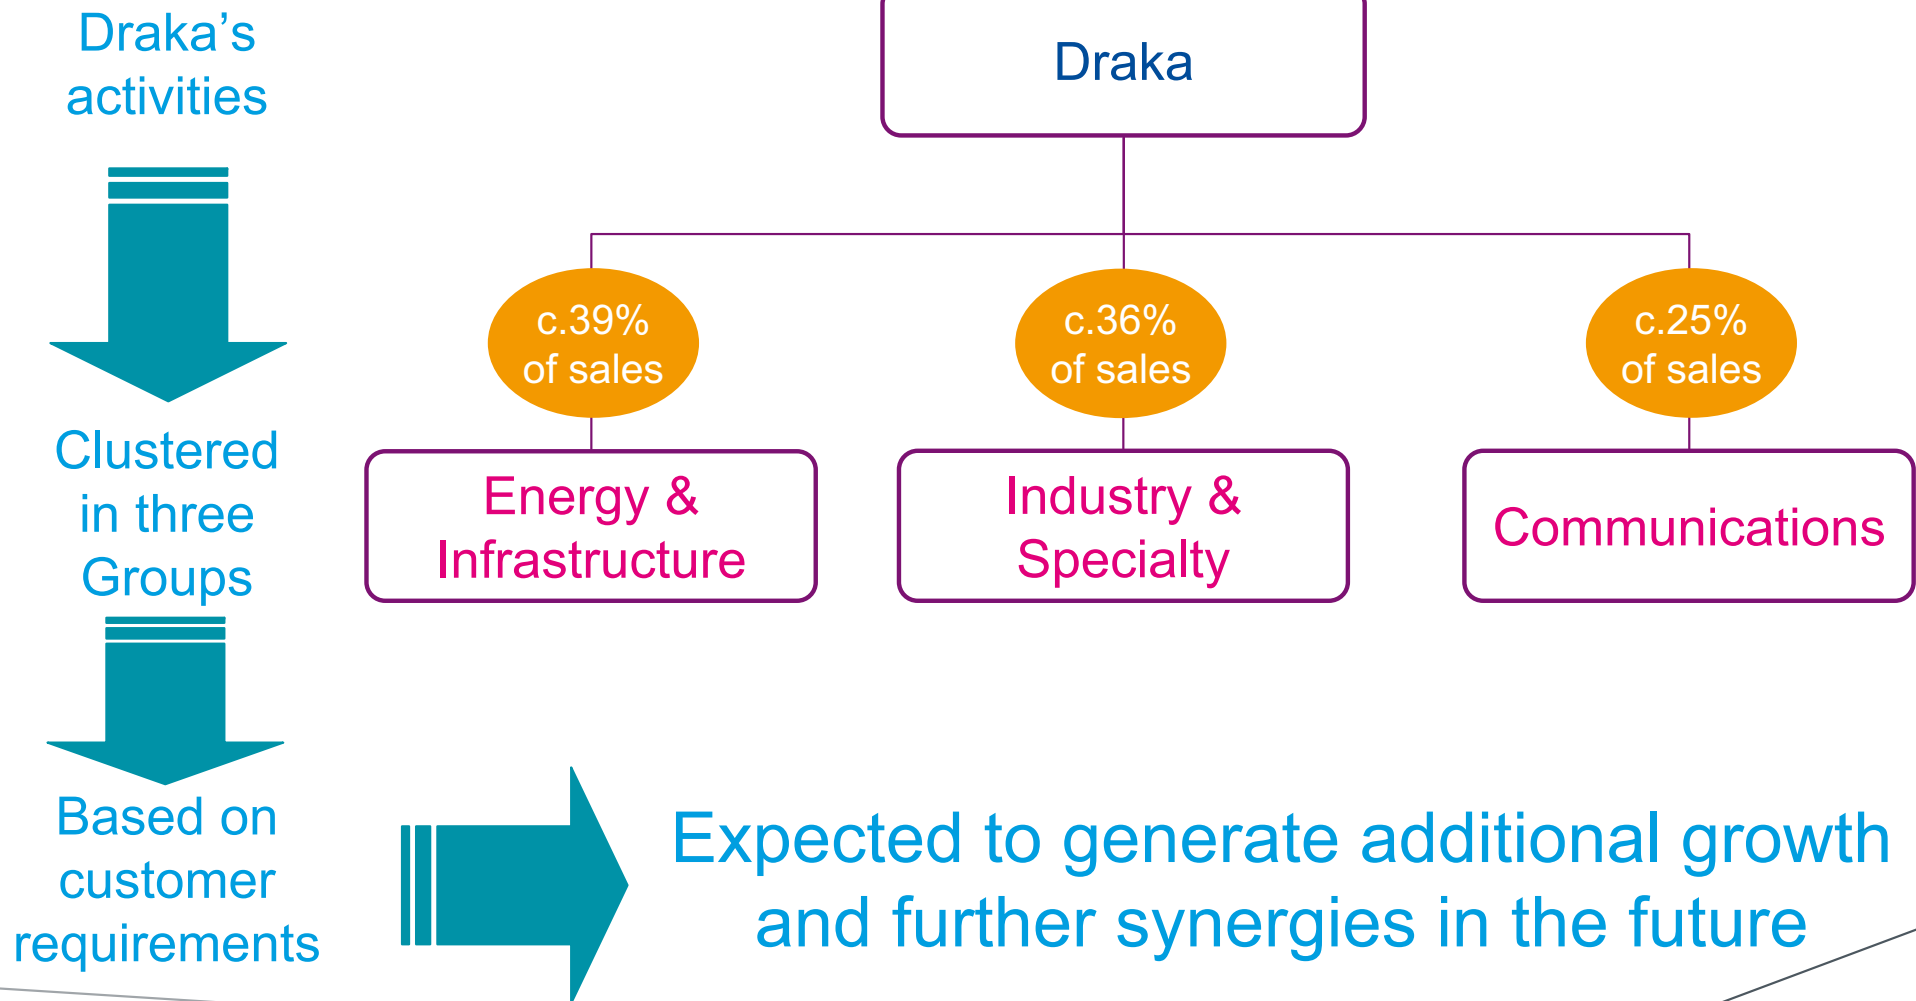 Draka’s
activities
Draka
c.39%
of sales
c.36%
of sales
c.25%
of sales
Clustered
in three
Groups
Energy &
Infrastructure
Industry &
Specialty
Communications
Based on
customer
requirements
Expected to generate additional growth
and further synergies in the future